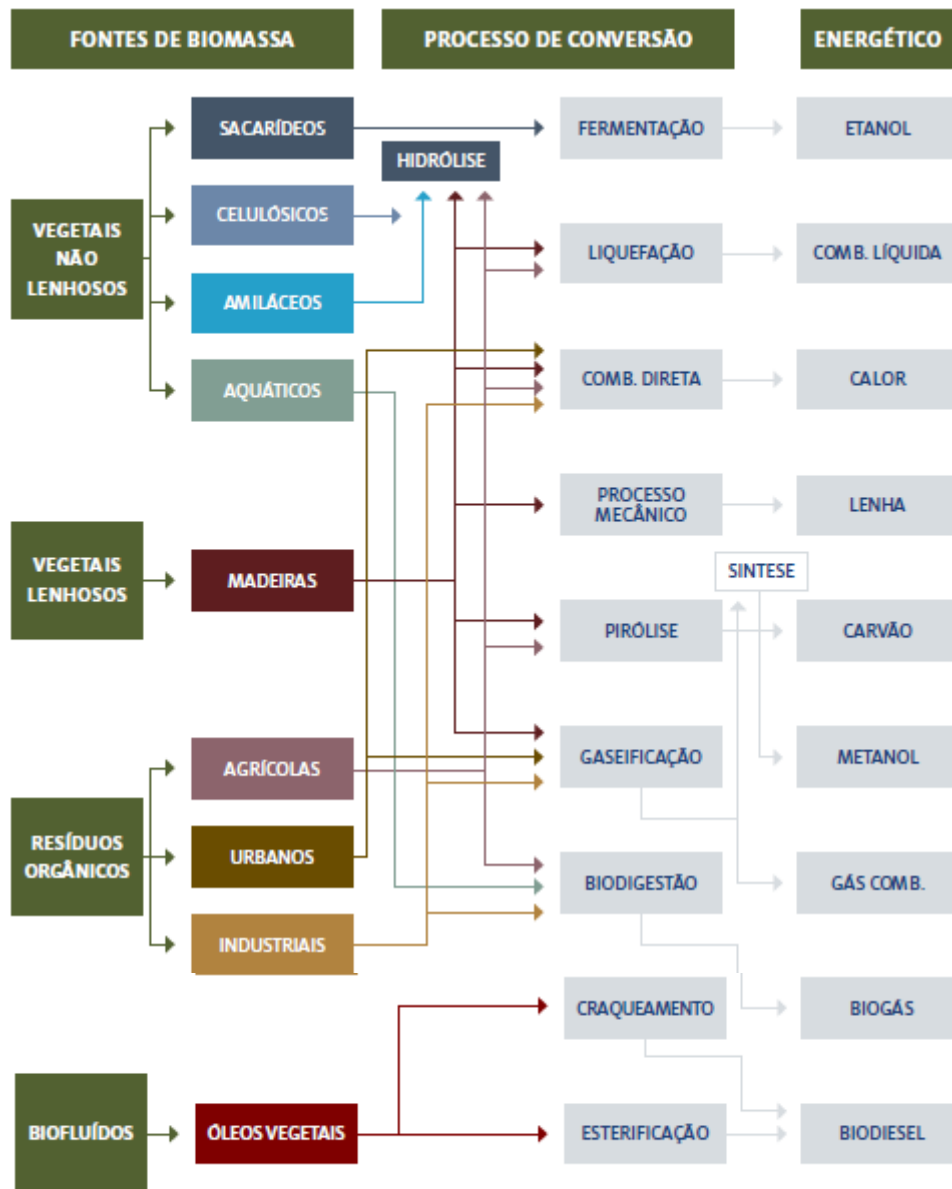 FONTES DE BIOMASSA
PROCESSO DE CONVERSÃO
ENERGÉTICO
SACARÍDEOS
FERMENTAÇÃO
ETANOL
HIDRÓLISE
CELULÓSICOS
VEGETAIS
NÃO
LENHOSOS
LIQUEFAÇÃO
COMB. LÍQUIDA
AMILÁCEOS
AQUÁTICOS
COMB. DIRETA
CALOR
PROCESSO
MECÂNICO
LENHA
VEGETAIS
LENHOSOS
MADEIRAS
SINTESE
PIRÓLISE
CARVÃO
AGRÍCOLAS
GASEIFICAÇÃO
METANOL
RESÍDUOS
ORGÂNICOS
URBANOS
BIODIGESTÃO
GÁS COMB.
INDUSTRIAIS
CRAQUEAMENTO
BIOGÁS
BIOFLUÍDOS
ÓLEOS VEGETAIS
ESTERIFICAÇÃO
BIODIESEL